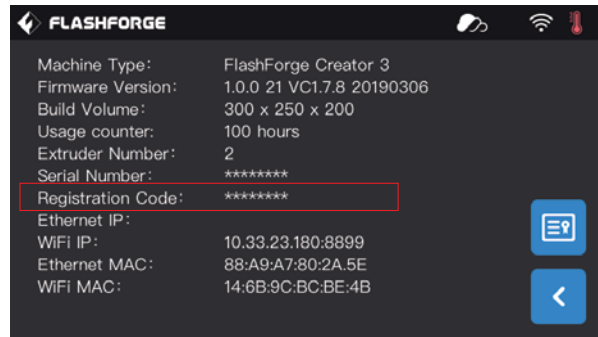 FLASHFORGE
Machine Type: FlashForge Creator 3
Firmware Version: 1.0.0 21 VC1.7.8 20190306
Build Volume: 300 x 250 x 200
Usage counter: 100 hours
Extruder Number: 2
Serial Number: ********
Registration Code: ********
Ethernet IP:
WiFi IP: 10.33.23.180:8899
Ethernet MAC: 88:A9:A7:80:2A.5E
WiFi MAC: 14:6B:9C:BC:BE:4B